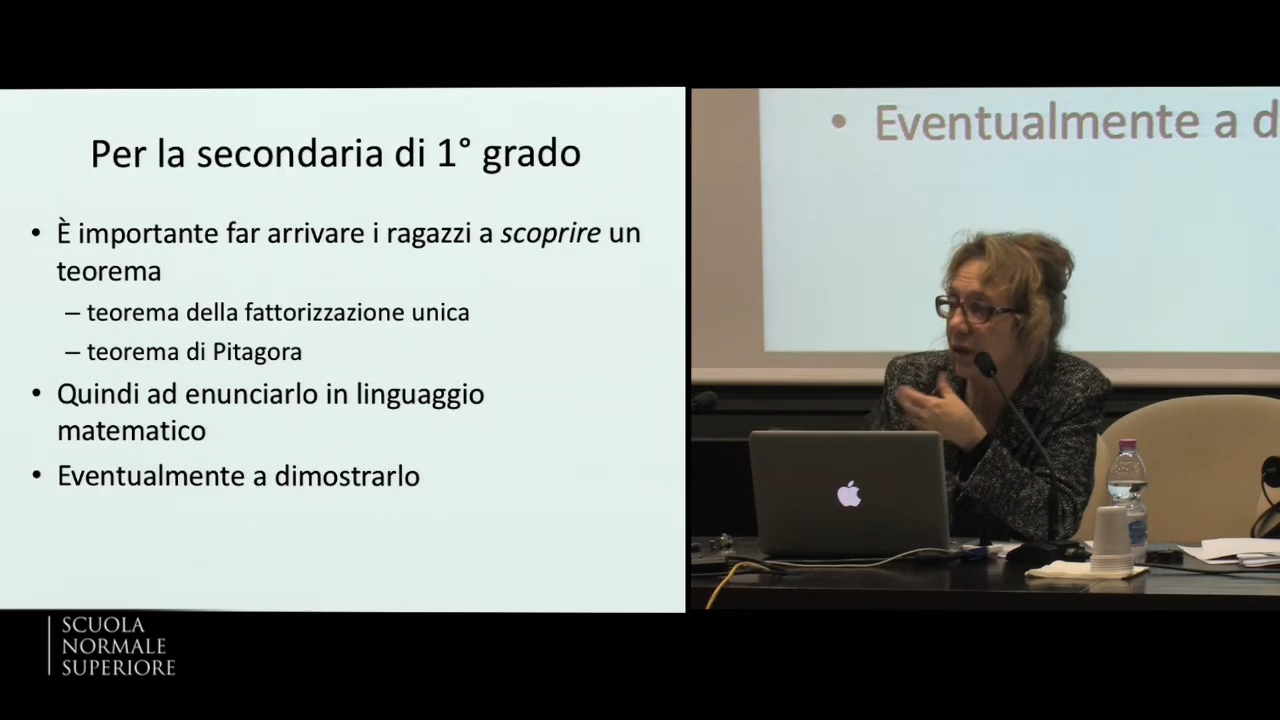 Per la secondaria di 1° grado
• È importante far arrivare i ragazzi a scoprire un
teorema
– teorema della fattorizzazione unica
– teorema di Pitagora
• Quindi ad enunciarlo in linguaggio
matematico
• Eventualmente a dimostrarlo
• Eventualmente a d
SCUOLA
NORMALE
SUPERIORE